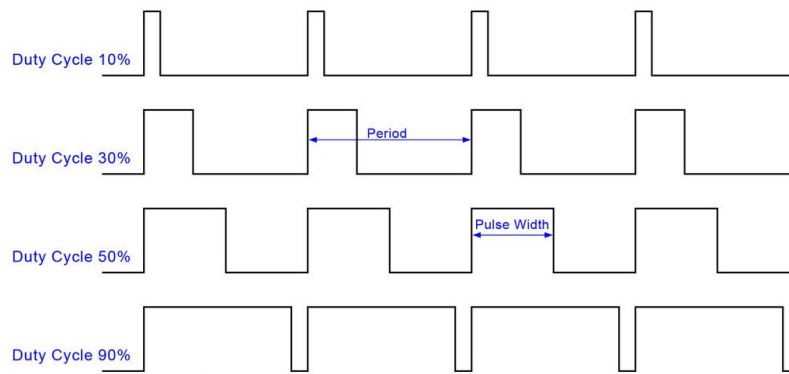 Duty Cycle 10%
Period
Duty Cycle 30%
Pulse Width
Duty Cycle 50%
Duty Cycle 90%